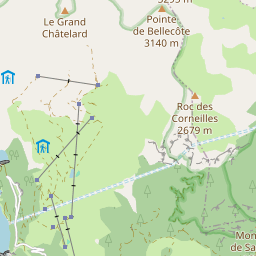 Le Grand
Châtelard
Pointe
de Bellecôte
3140 m
Roc des
Corneilles
2679 m
Mon
de Sa